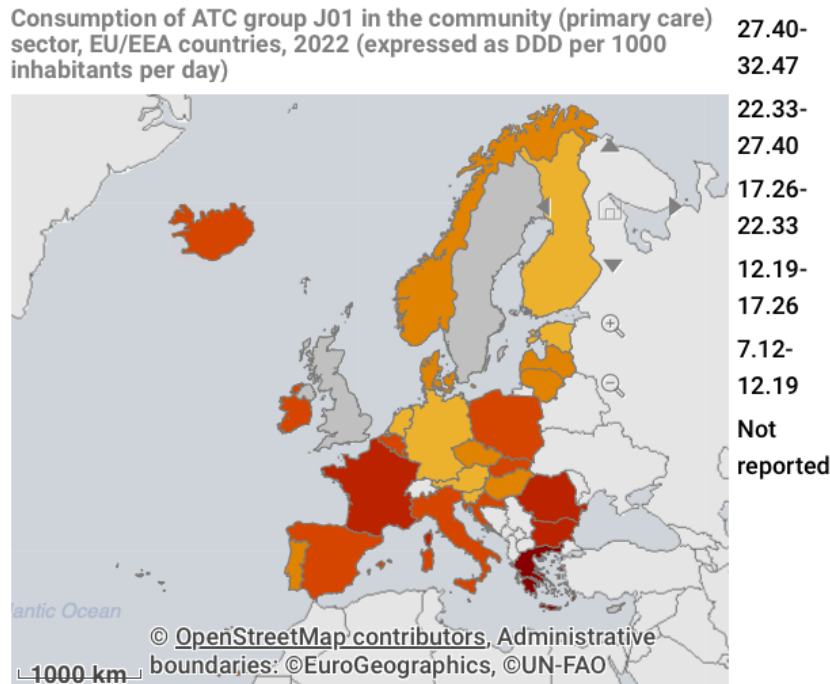 Consumption of ATC group J01 in the community (primary care)
sector, EU/EEA countries, 2022 (expressed as DDD per 1000
inhabitants per day)
27.40-
32.47
22.33-
27.40
17.26-
22.33
12.19-
17.26
7.12-
12.19
Not
reported
antic Ocean
© OpenStreetMap contributors, Administrative
boundaries: ©EuroGeographics, ©UN-FAO
1000 km